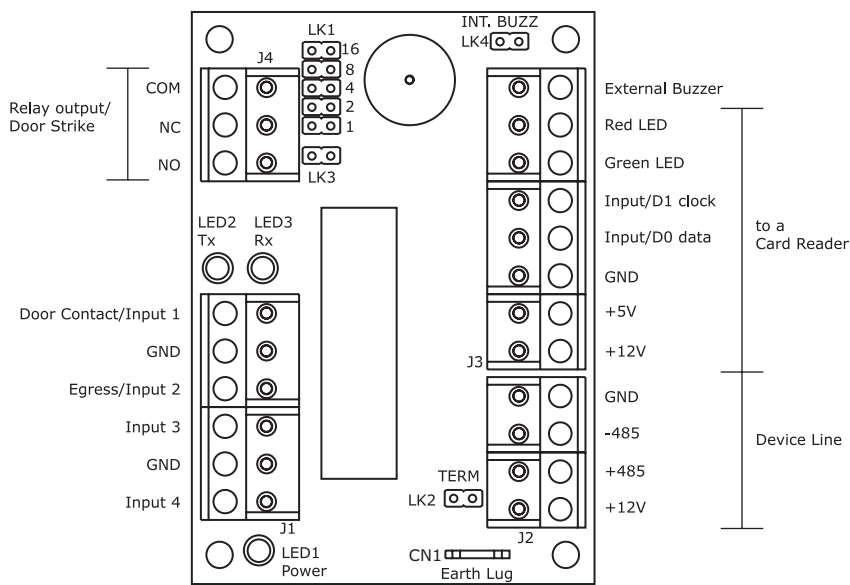 LK1
INT. BUZZ
LK4
J4
16
8
4
2
1
LK3
COM
NC
NO
Relay output/
Door Strike
External Buzzer
Red LED
Green LED
Input/D1 clock
Input/D0 data
GND
+5V
+12V
J3
to a
Card Reader
LED2
Tx
LED3
Rx
Door Contact/Input 1
GND
Egress/Input 2
Input 3
GND
Input 4
J1
GND
-485
+485
+12V
J2
Device Line
TERM
LK2
LED1
Power
CN1
Earth Lug